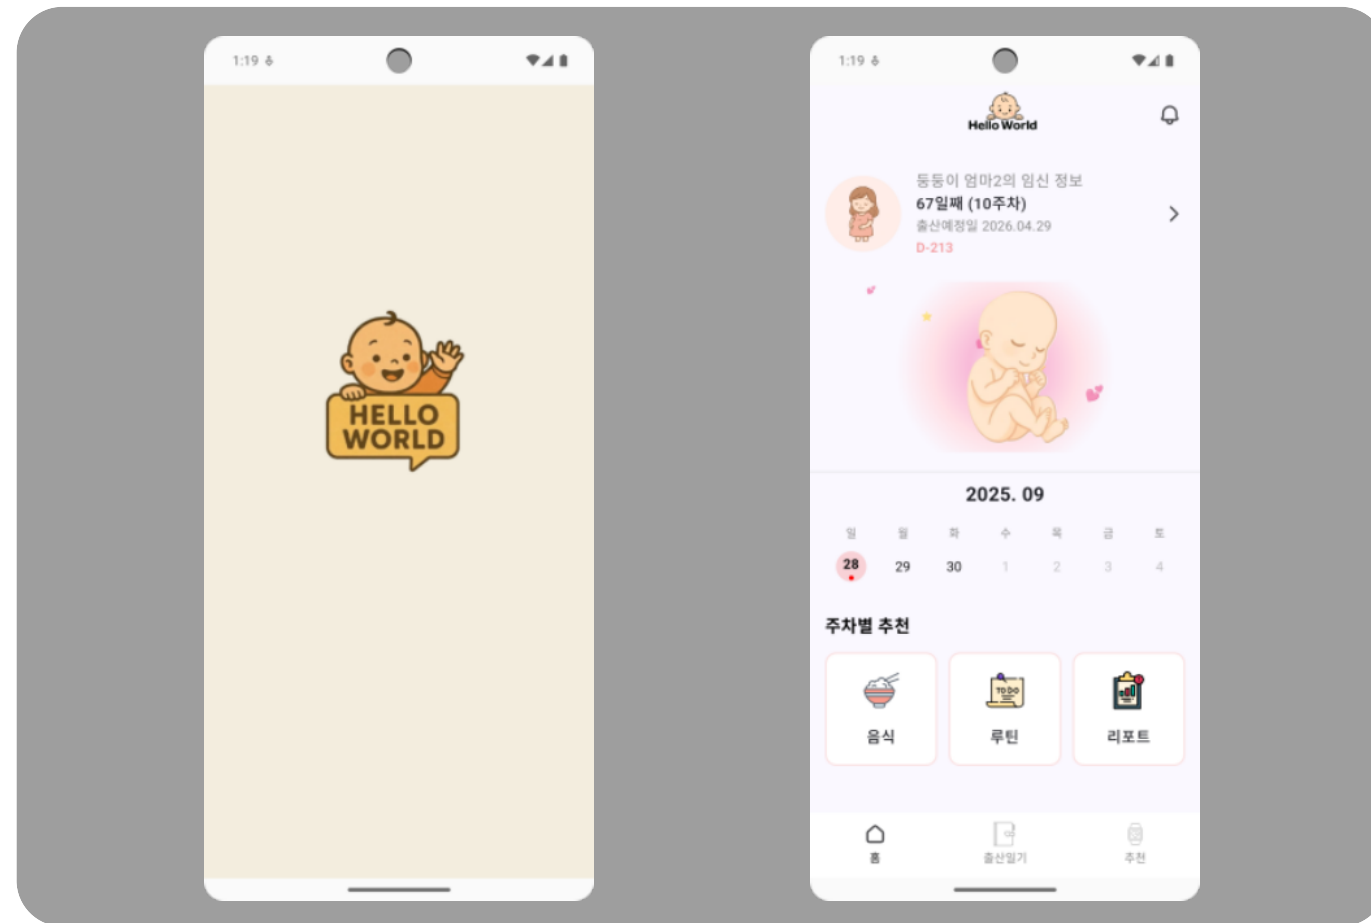 1:19
HELLO
WORLD
1:19
Hello World
둥둥이 엄마2의 임신 정보
67일째 (10주차)
출산예정일 2026.04.29
D-213
2025. 09
일 월 화 수 목 금 토
28 29 30 1 2 3 4
주차별 추천
TO DO
음식 루틴 리포트
홈 출산일기 추천